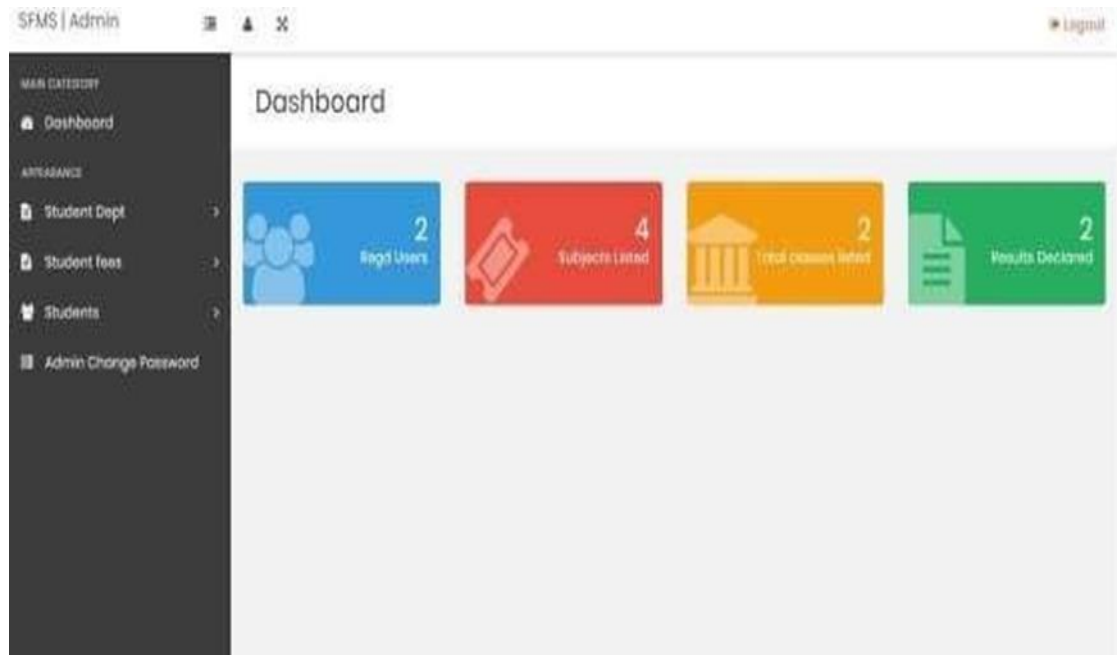 SFMS | Admin
Logout
MAIN CATEGORY
Dashboard
APPEARANCE
Student Dept
Student fees
Students
Admin Change Password
Dashboard
2
Regd Users
4
Subjects Listed
2
Total classes listed
2
Results Declared